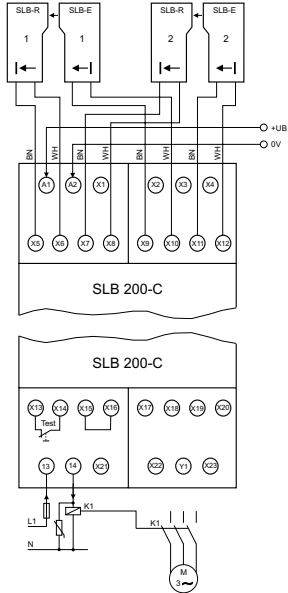 SLB-R SLB-E SLB-R SLB-E
1 1 2 2
+UB
0V
BN WH BN WH BN WH BN WH
A1 A2 X1 X2 X3 X4
X5 X6 X7 X8 X9 X10 X11 X12
SLB 200-C
SLB 200-C
X13 X14 X15 X16 X17 X18 X19 X20
Test
13 14 X21 X22 Y1 X23
K1
L1
K1
N
M
3